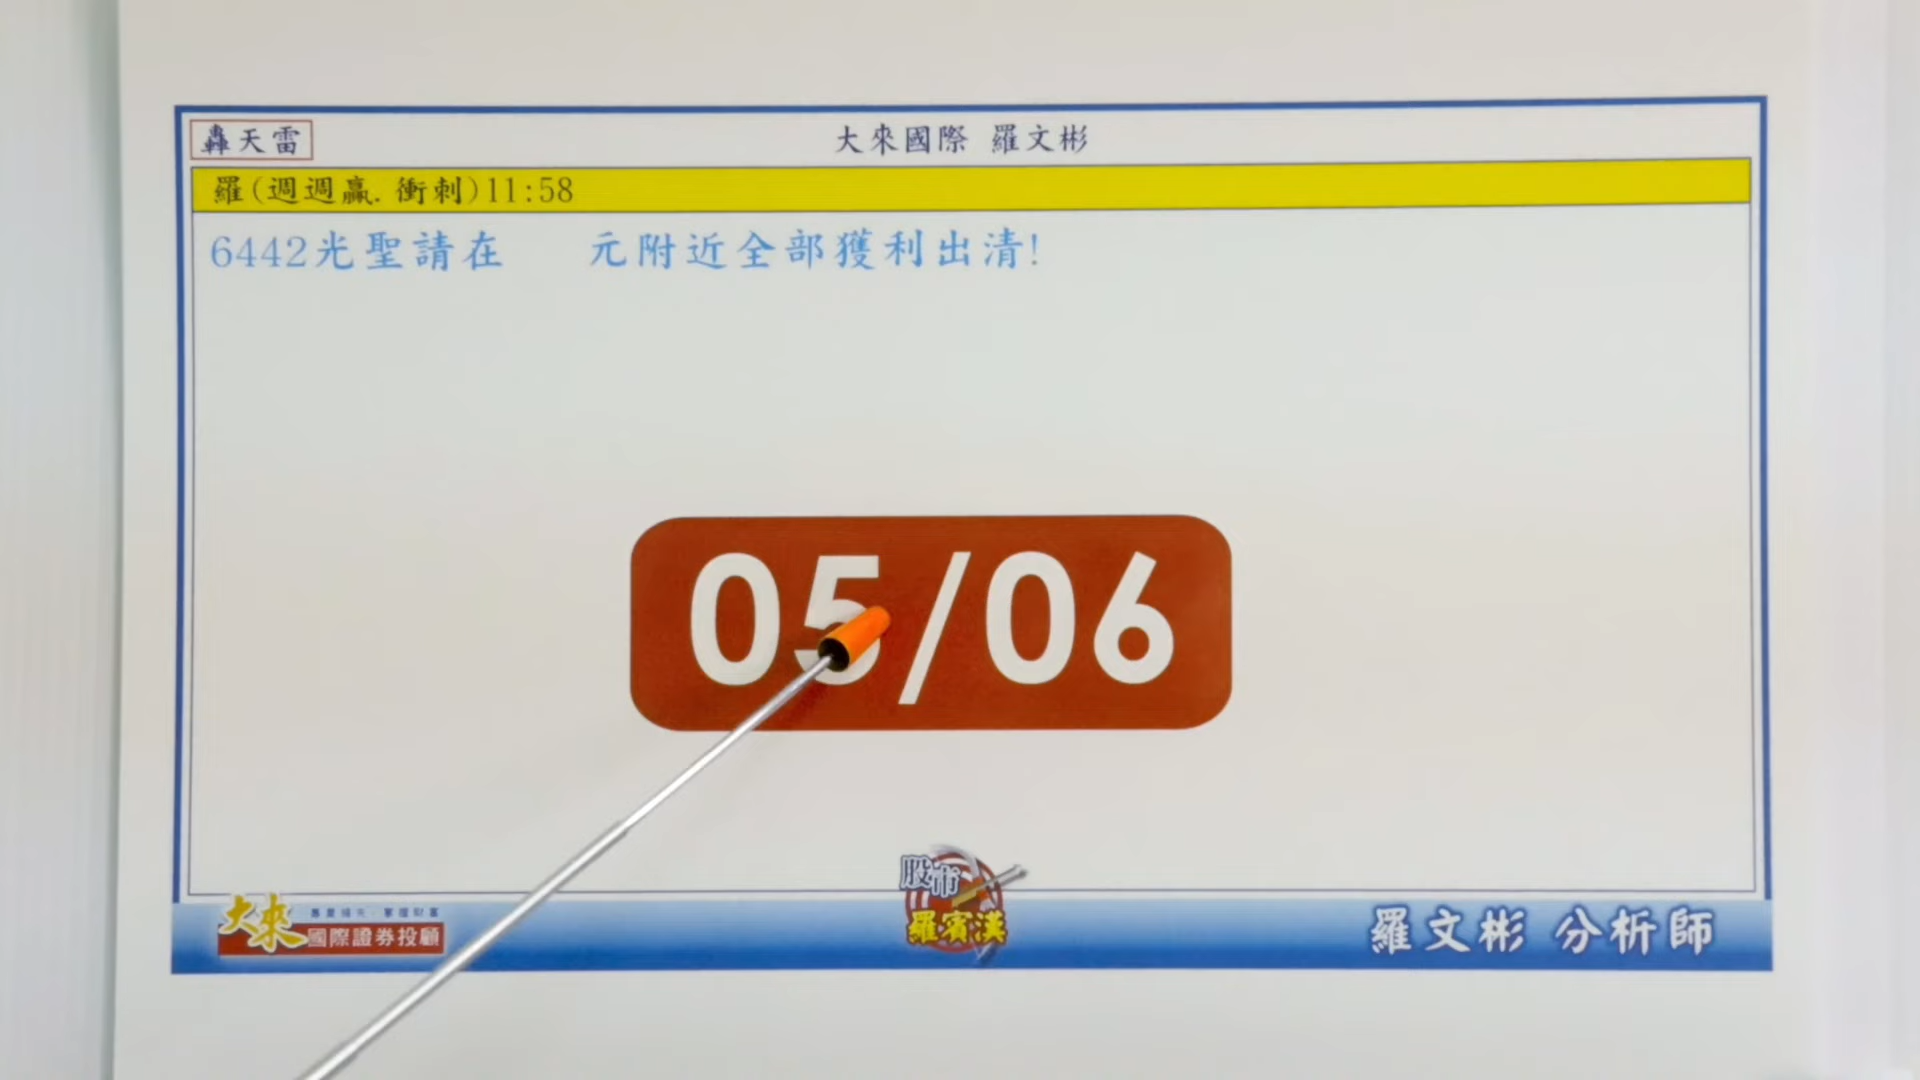 轟天雷
大來國際 羅文彬
羅(週週贏.衝刺)11:58
6442光聖請在 元附近全部獲利出清!
05/06
大來
國際證券投顧
股市
羅賓漢
羅文彬 分析師